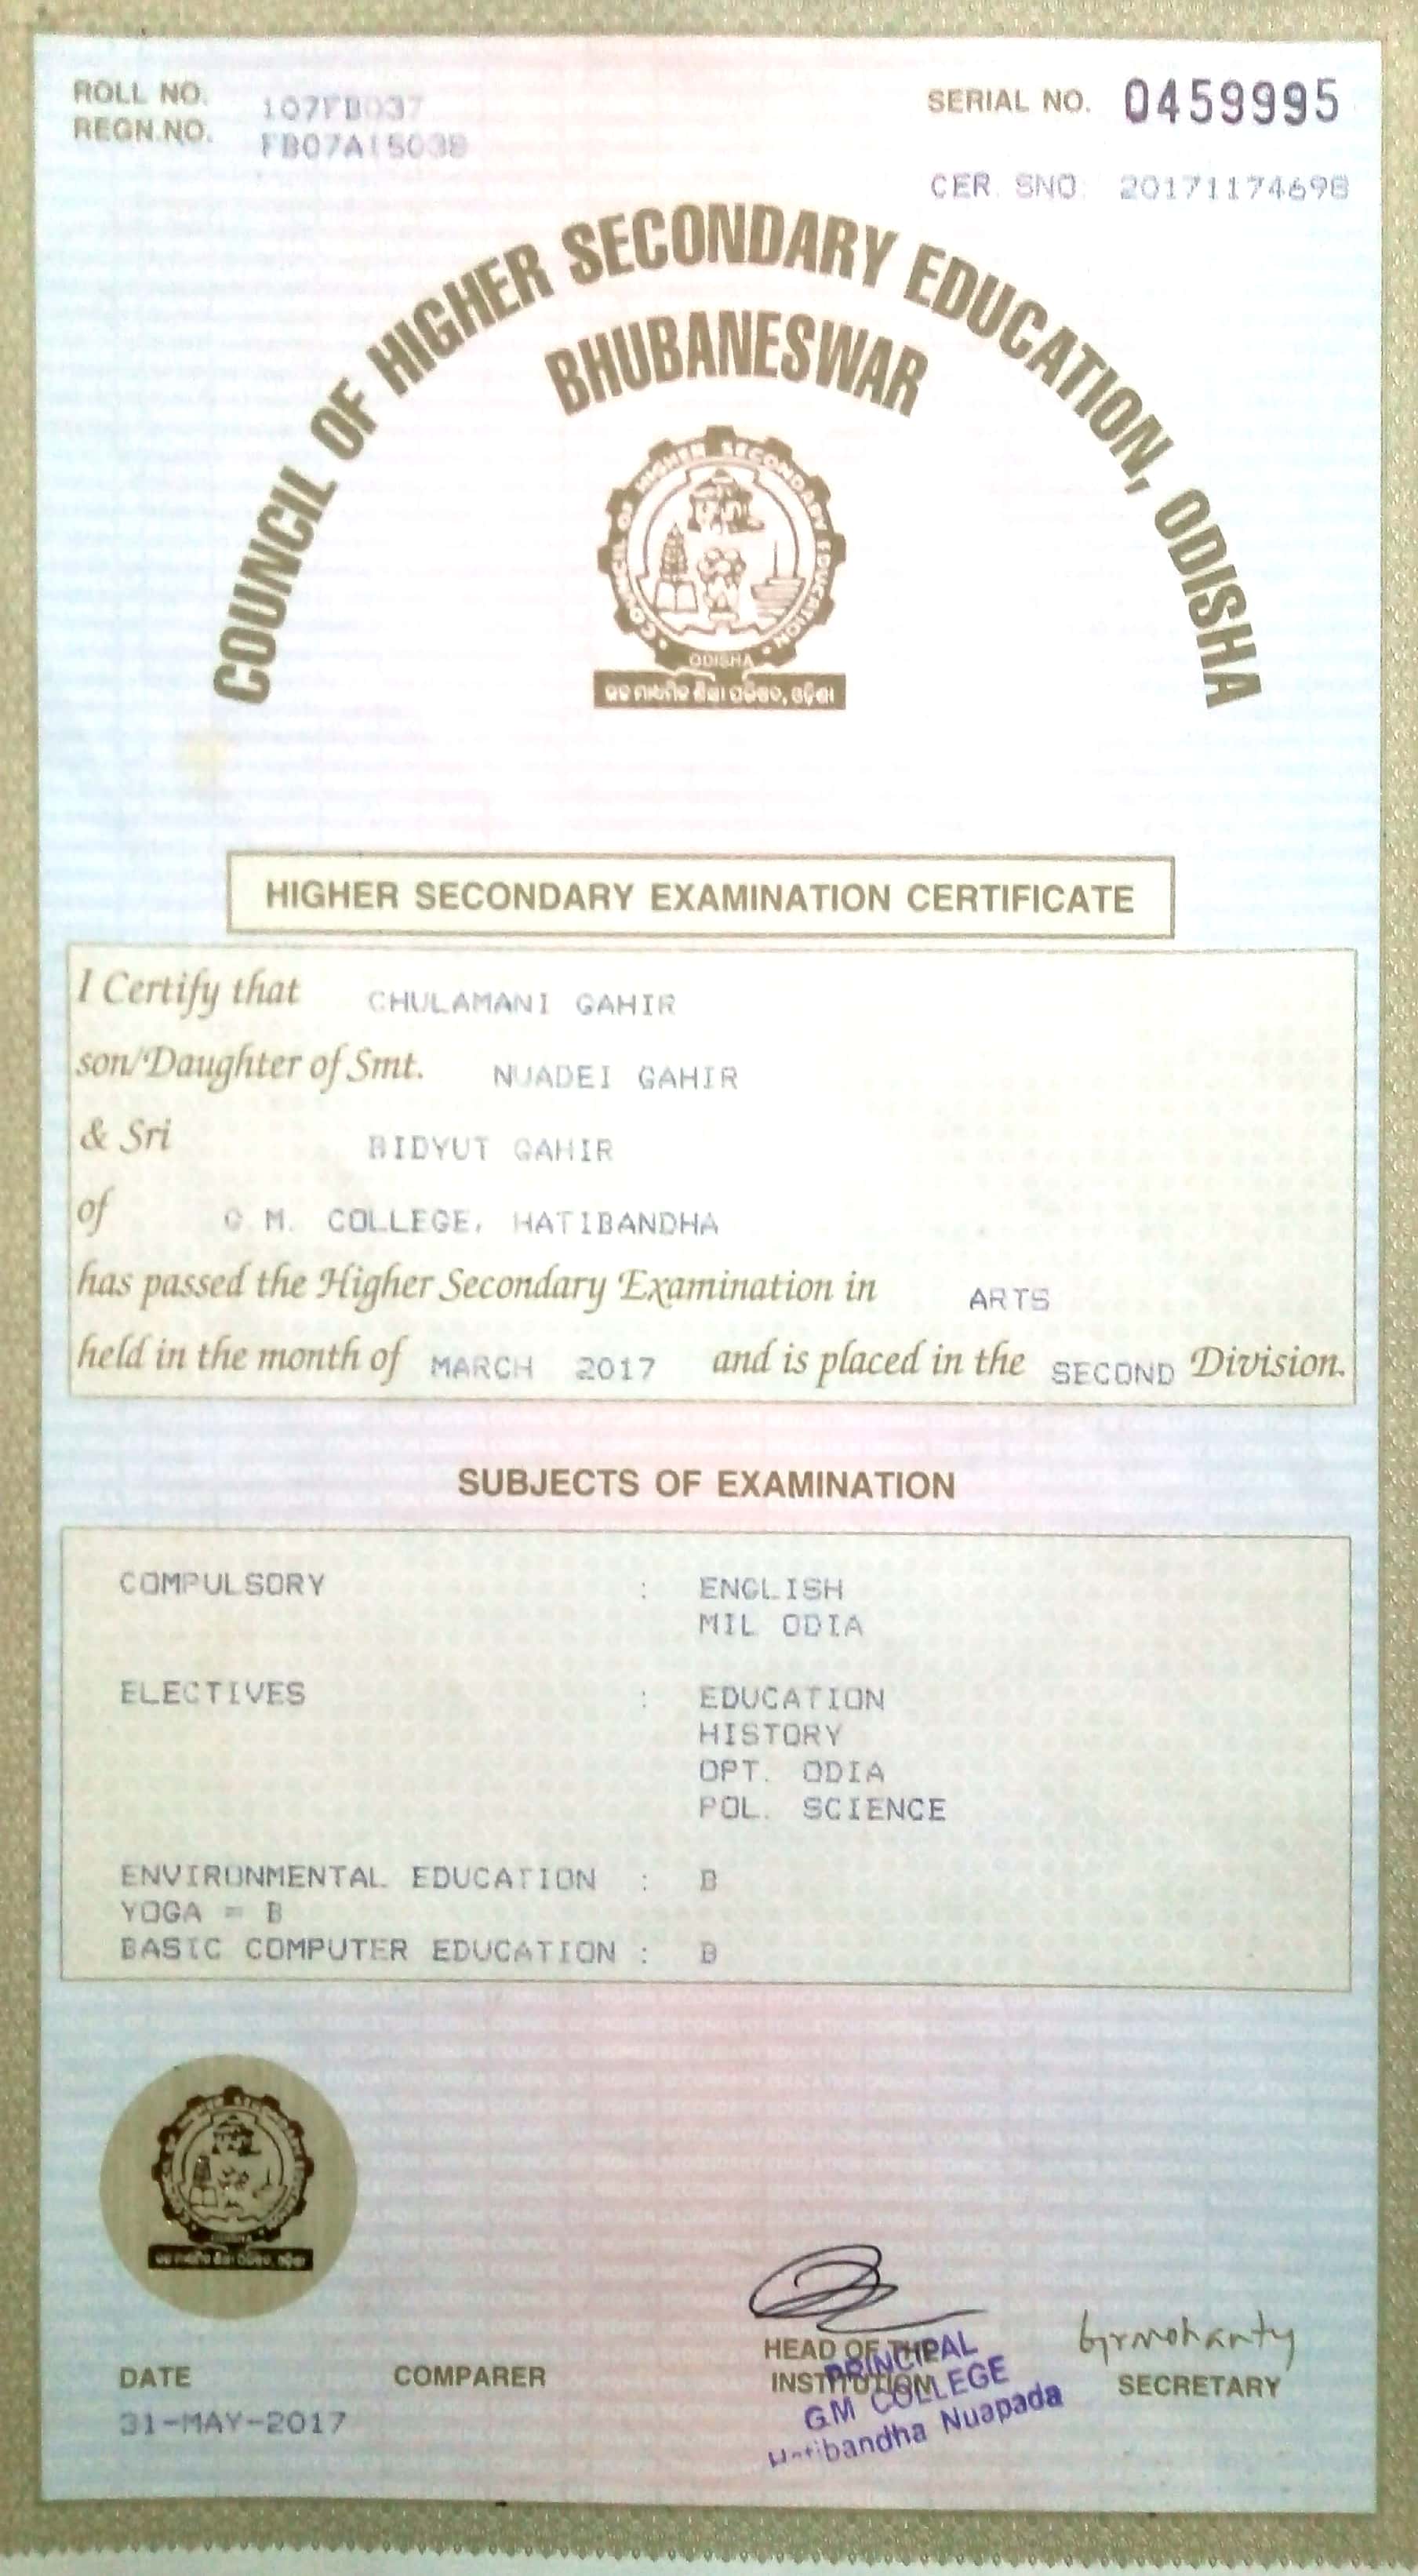 ROLL NO. 107FB037
REGN.NO. FB07A15038
SERIAL NO. 0459995
CER. SNO: 20171174698
COUNCIL OF HIGHER SECONDARY EDUCATION, ODISHA
BHUBANESWAR
COUNCIL OF HIGHER SECONDARY EDUCATION
ODISHA
HIGHER SECONDARY EXAMINATION CERTIFICATE
I Certify that CHULAMANI GAHIR
son/Daughter of Smt. NUADEI GAHIR
& Sri BIDYUT GAHIR
of G M. COLLEGE, HATIBANDHA
has passed the Higher Secondary Examination in ARTS
held in the month of MARCH 2017 and is placed in the SECOND Division.
SUBJECTS OF EXAMINATION
COMPULSORY : ENGLISH
MIL ODIA
ELECTIVES : EDUCATION
HISTORY
OPT. ODIA
POL. SCIENCE
ENVIRONMENTAL EDUCATION : B
YOGA = B
BASIC COMPUTER EDUCATION : B
HEAD OF THE
INSTITUTION
PRINCIPAL
GM COLLEGE
Hatibandha Nuapada
SECRETARY
DATE
COMPARER
31-MAY-2017